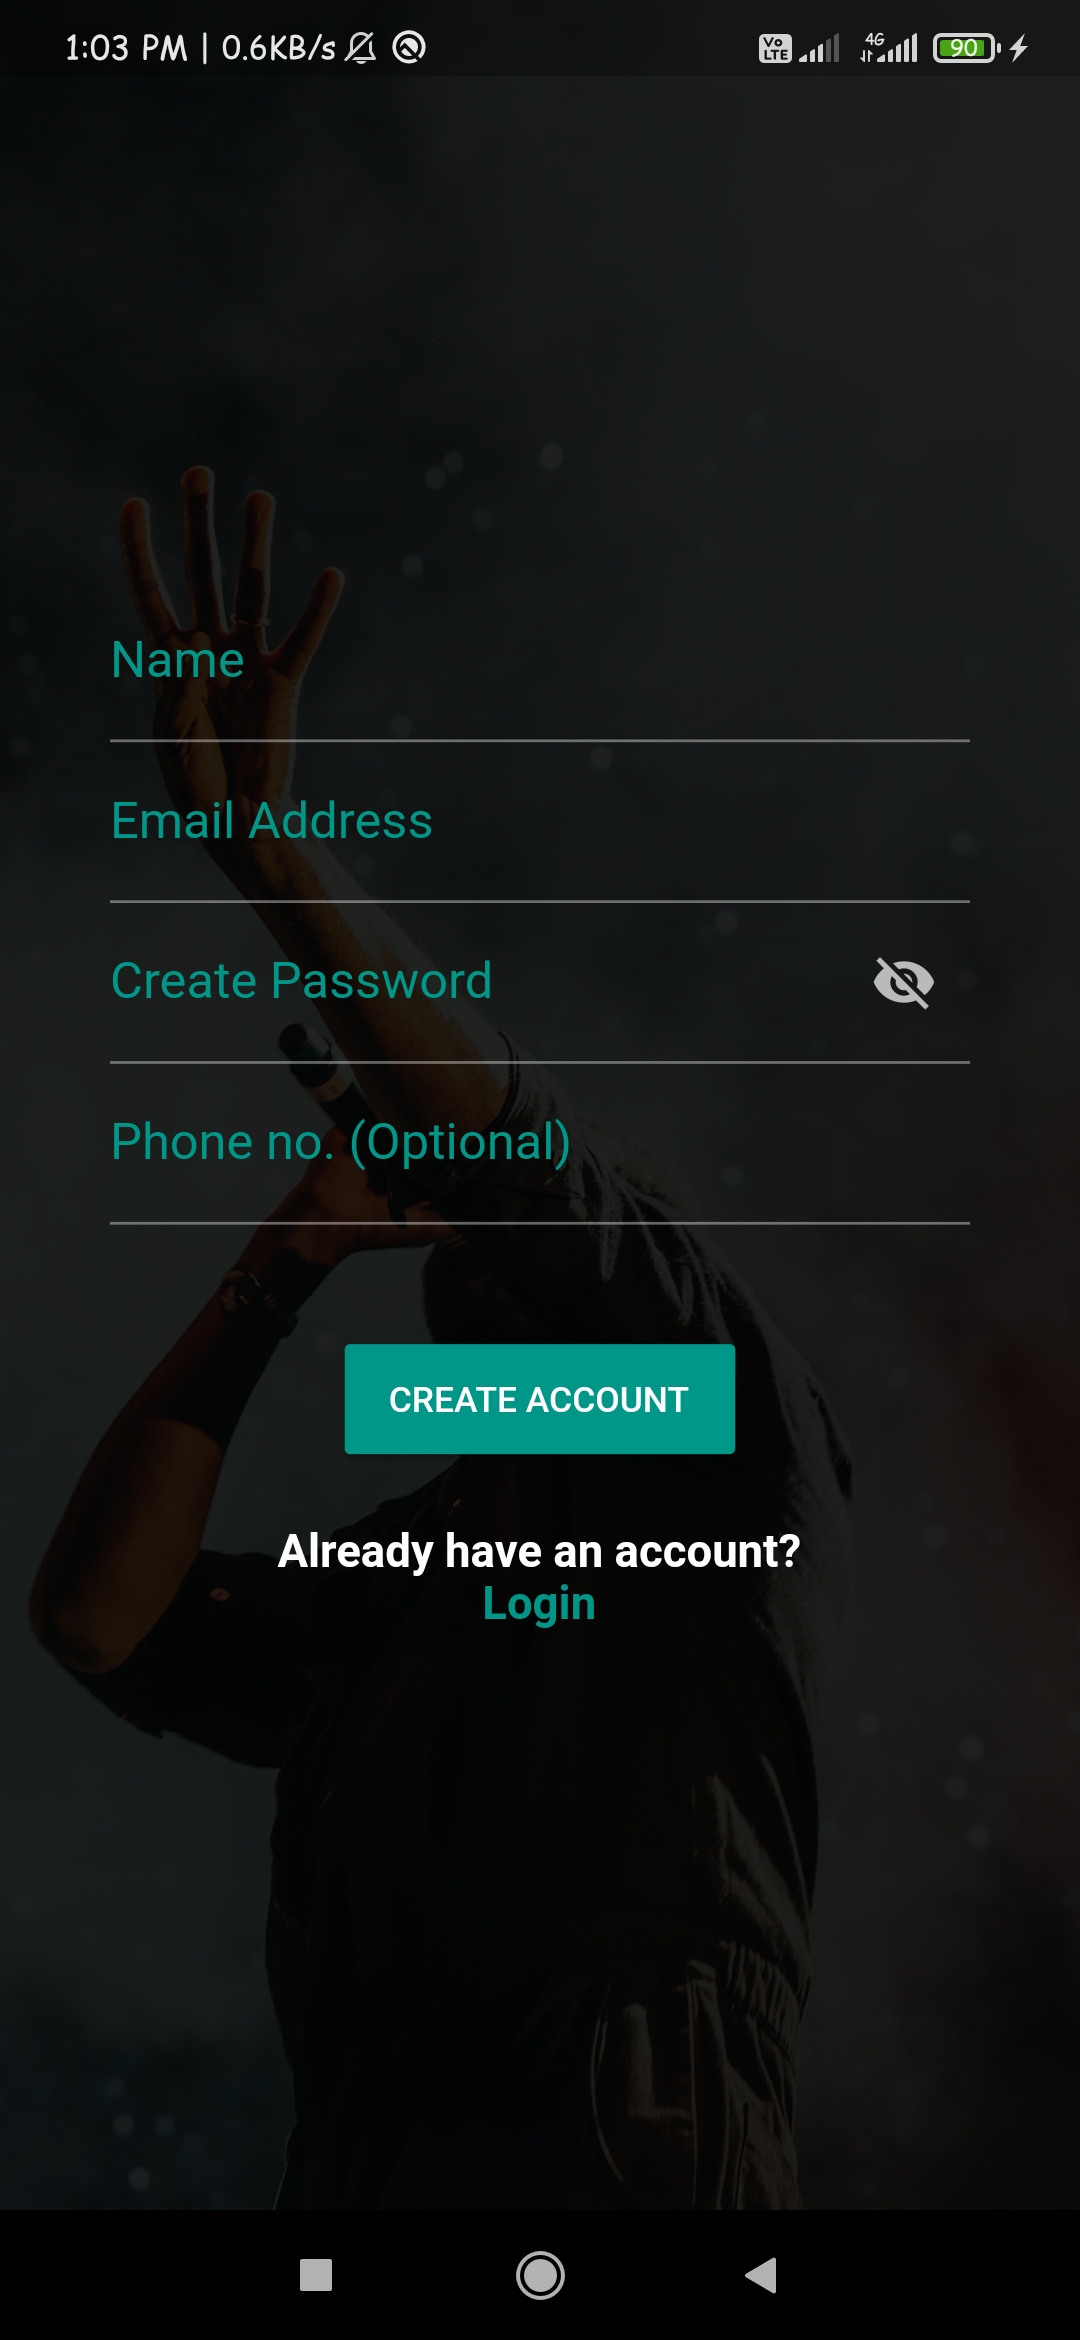 1:03 PM | 0.6KB/s
Vo LTE
4G
90
Name
Email Address
Create Password
Phone no. (Optional)
CREATE ACCOUNT
Already have an account?
Login